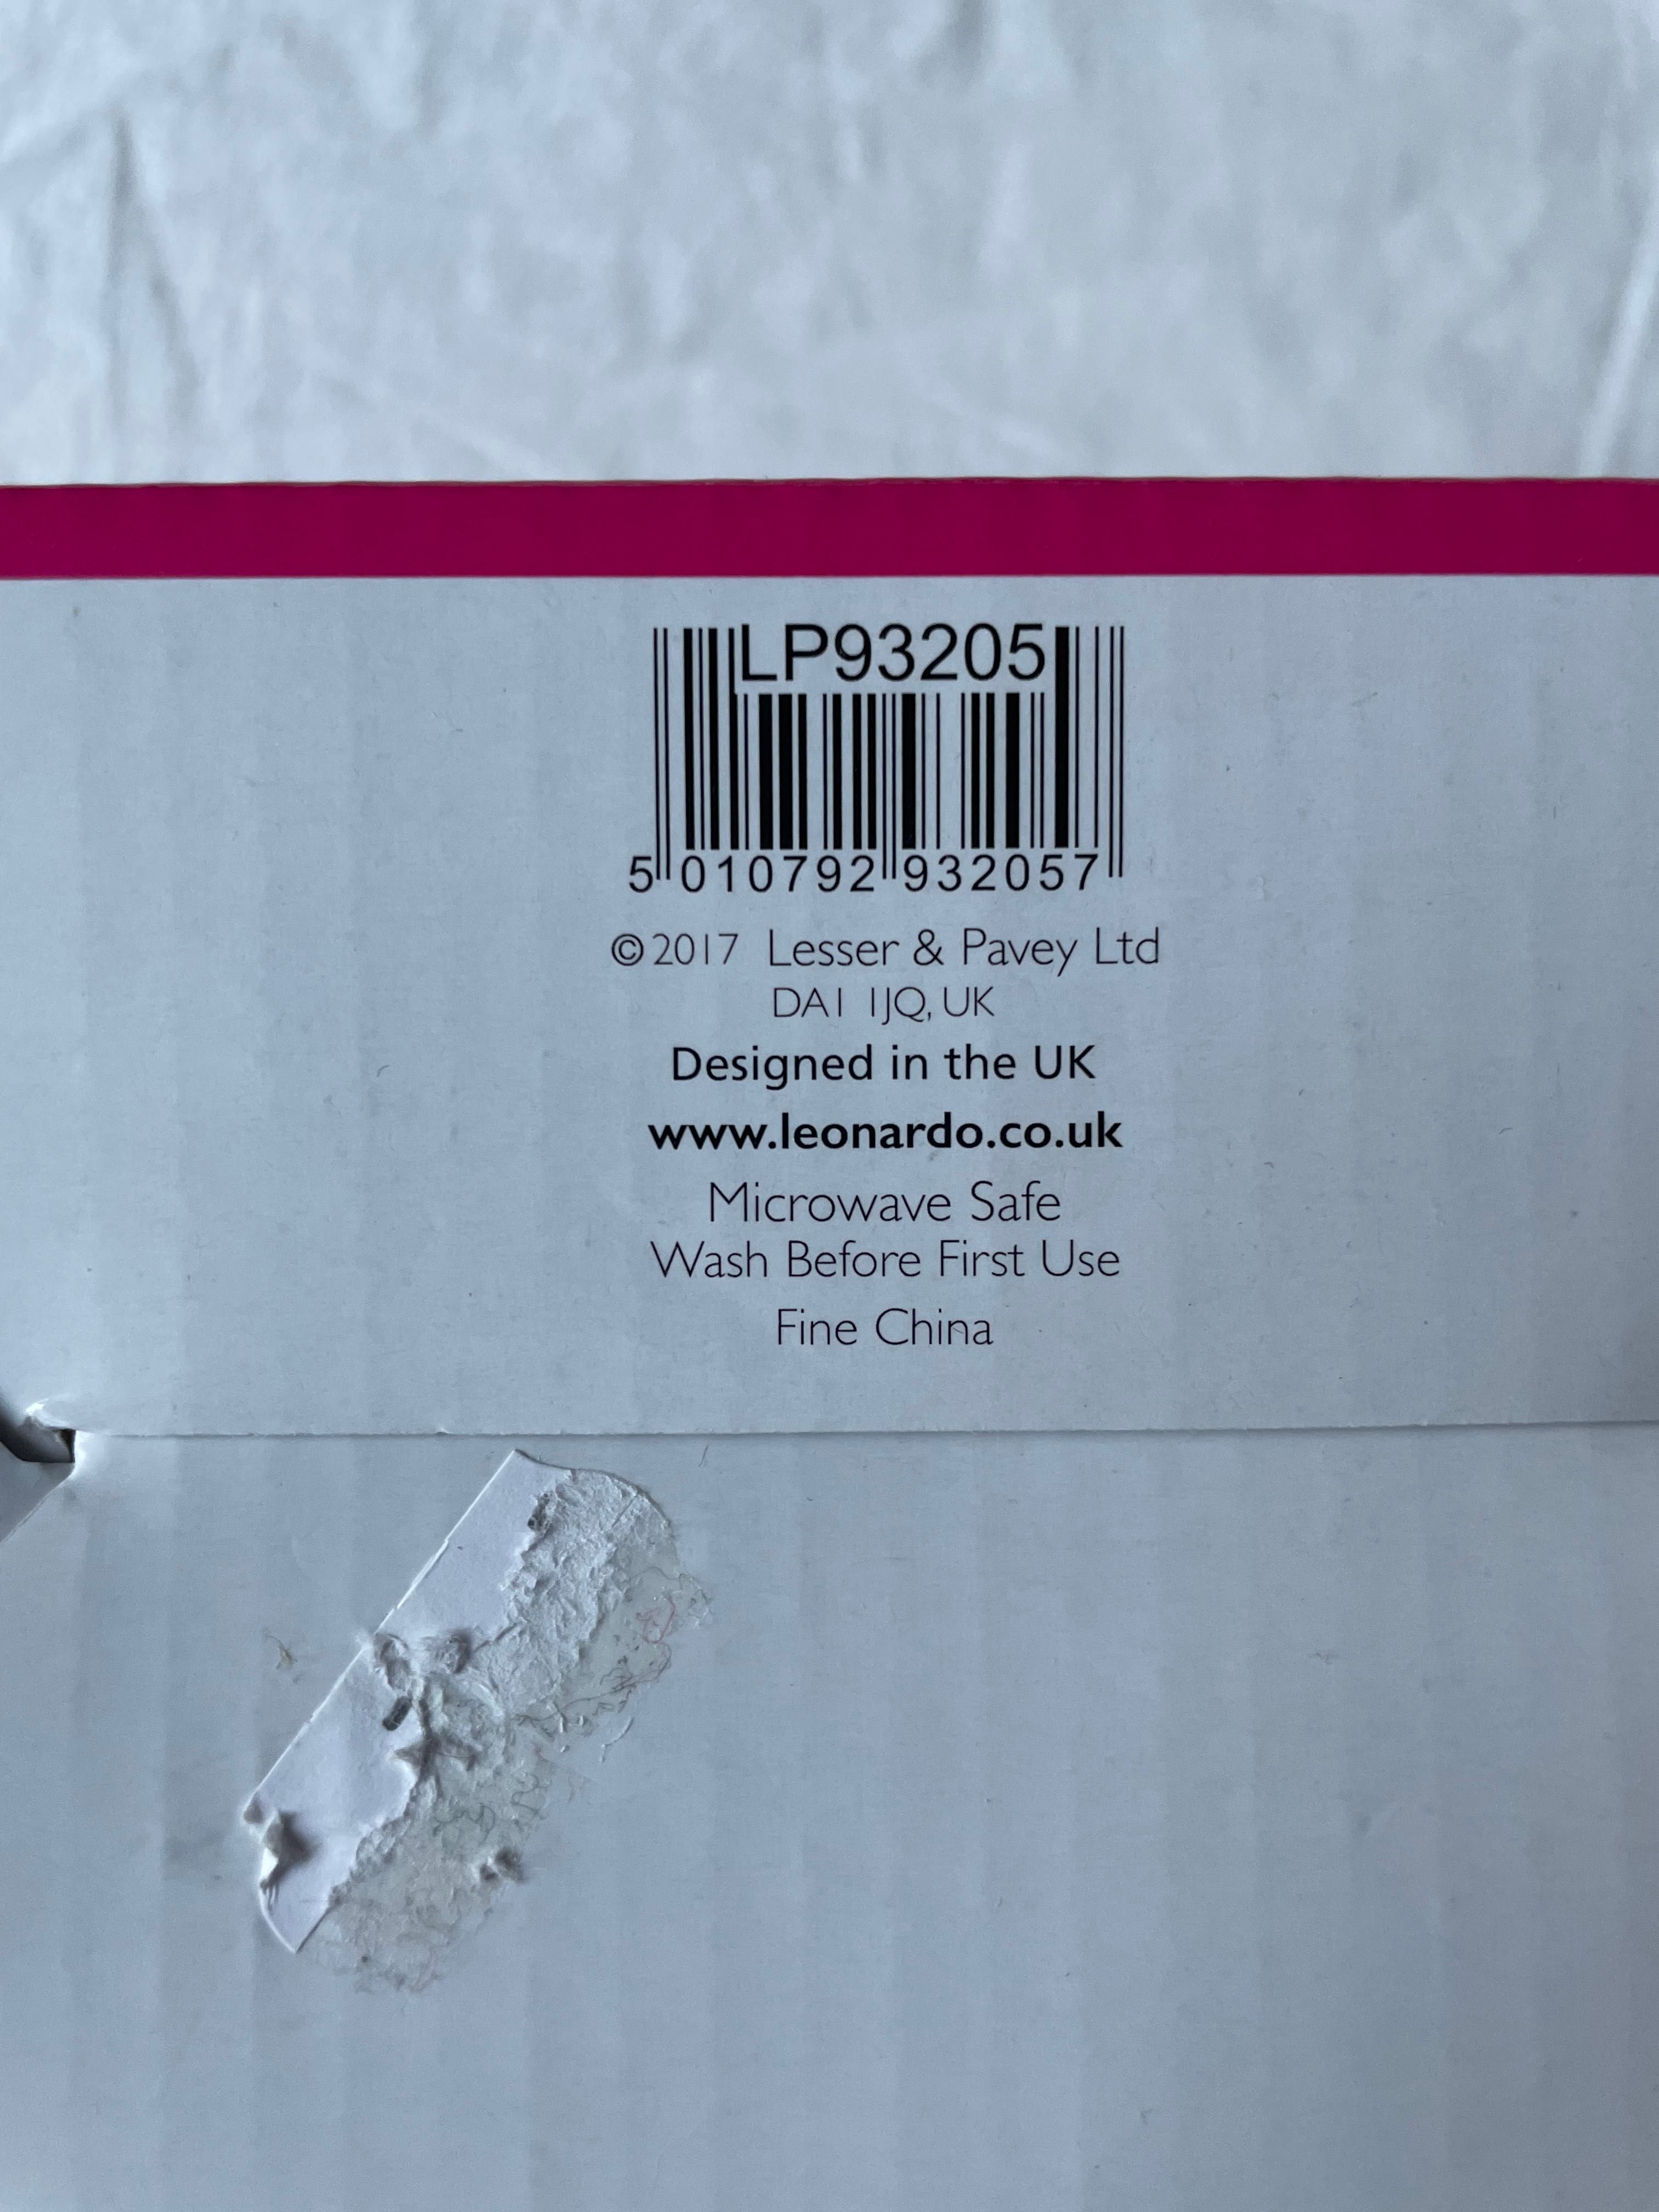 LP93205
5 010792 932057
©2017 Lesser & Pavey Ltd
DA1 1JQ, UK
Designed in the UK
www.leonardo.co.uk
Microwave Safe
Wash Before First Use
Fine China